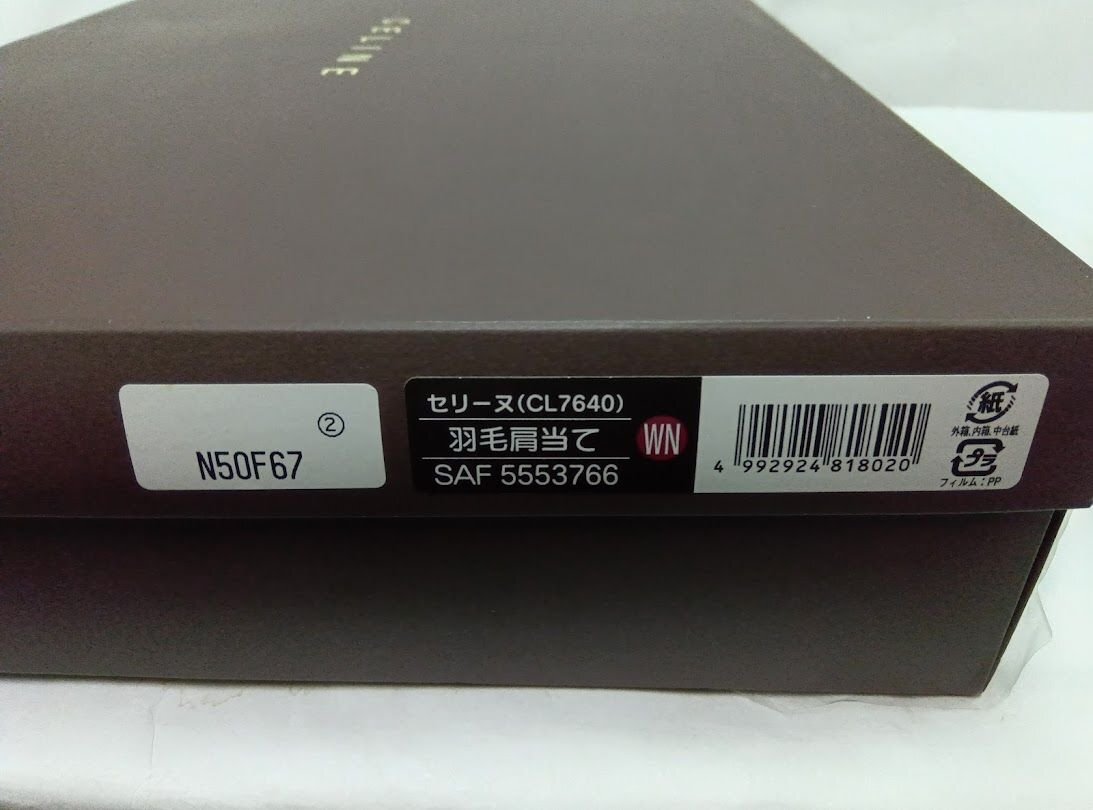 CELINE
②
N50F67
セリーヌ(CL7640)
羽毛肩当て
SAF 5553766
WN
4 992924 818020
紙
外箱、内箱、中台紙
プラ
フィルム:PP